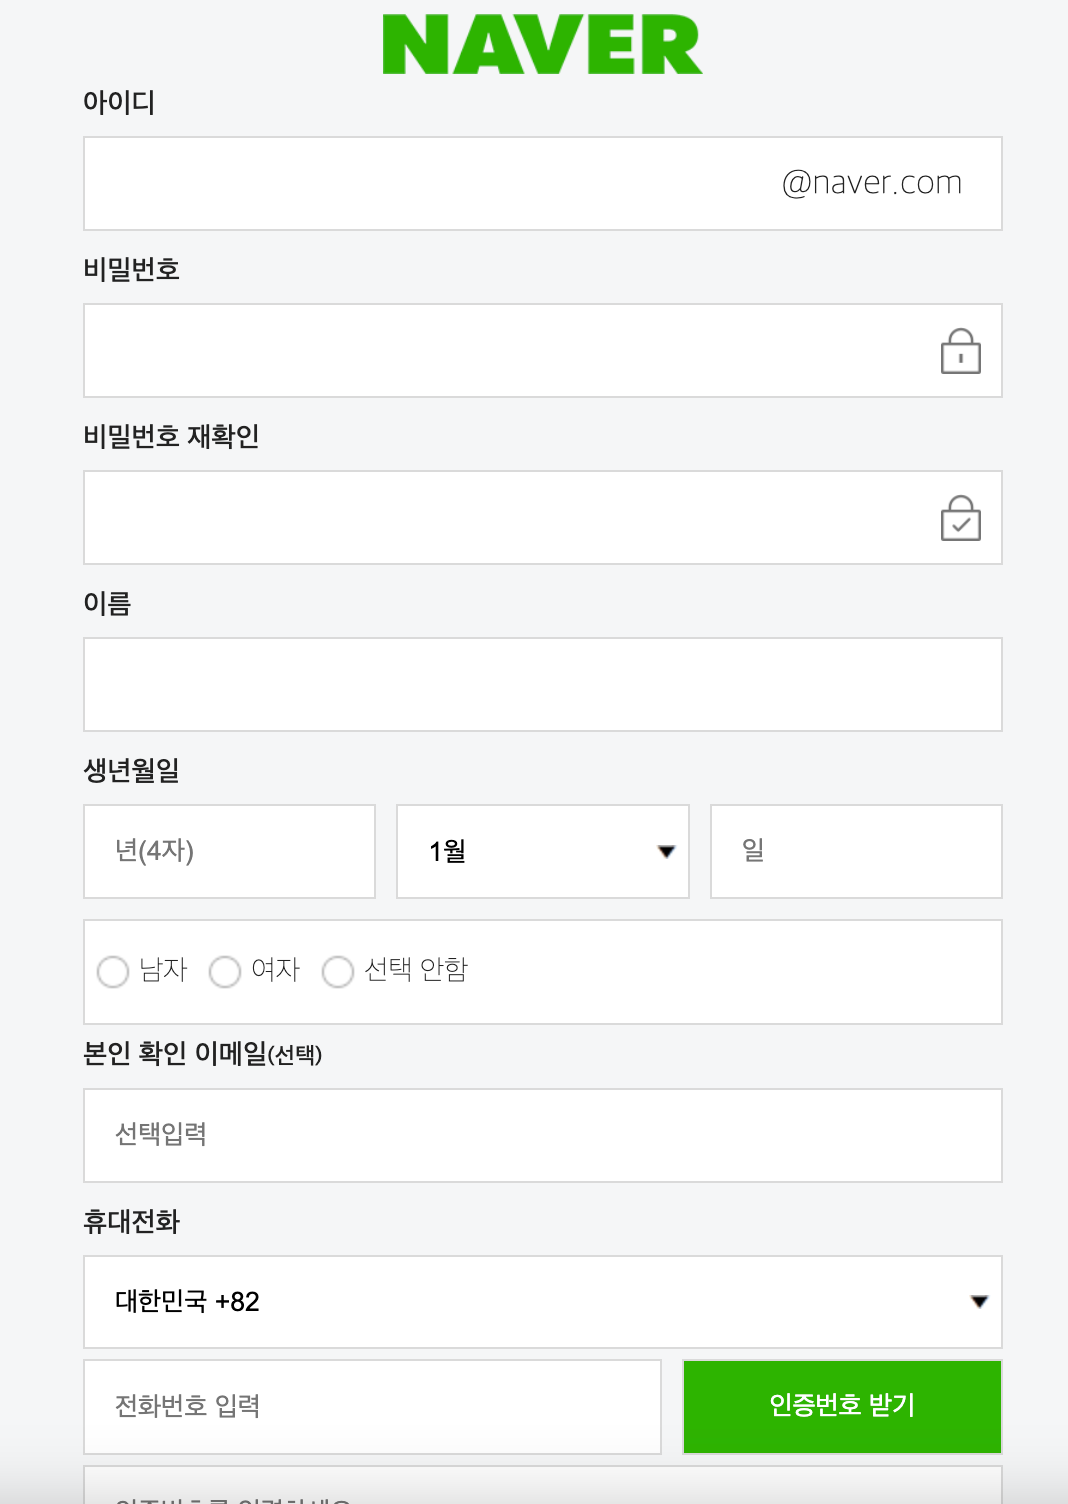 NAVER
아이디
@naver.com
비밀번호
비밀번호 재확인
이름
생년월일
년(4자) 1월 일
남자 여자 선택 안함
본인 확인 이메일(선택)
선택입력
휴대전화
대한민국 +82
전화번호 입력 인증번호 받기